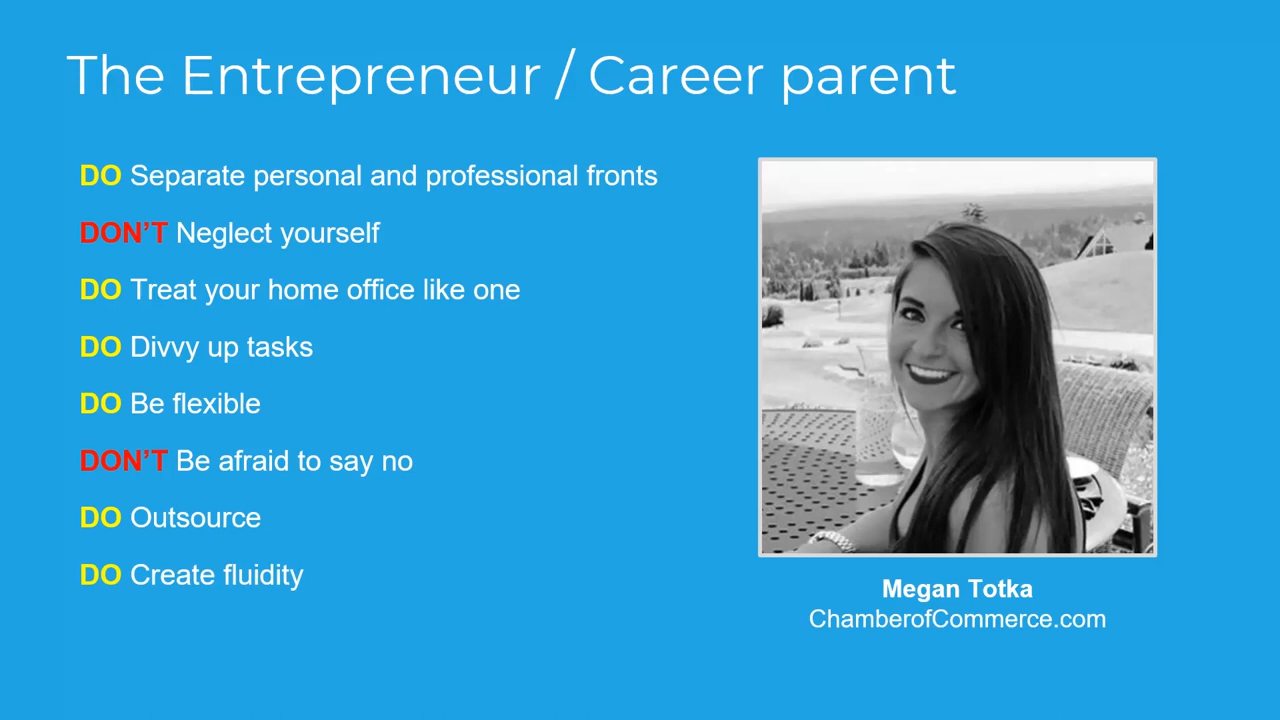 The Entrepreneur / Career parent
DO Separate personal and professional fronts
DON’T Neglect yourself
DO Treat your home office like one
DO Divvy up tasks
DO Be flexible
DON’T Be afraid to say no
DO Outsource
DO Create fluidity
Megan Totka
ChamberofCommerce.com